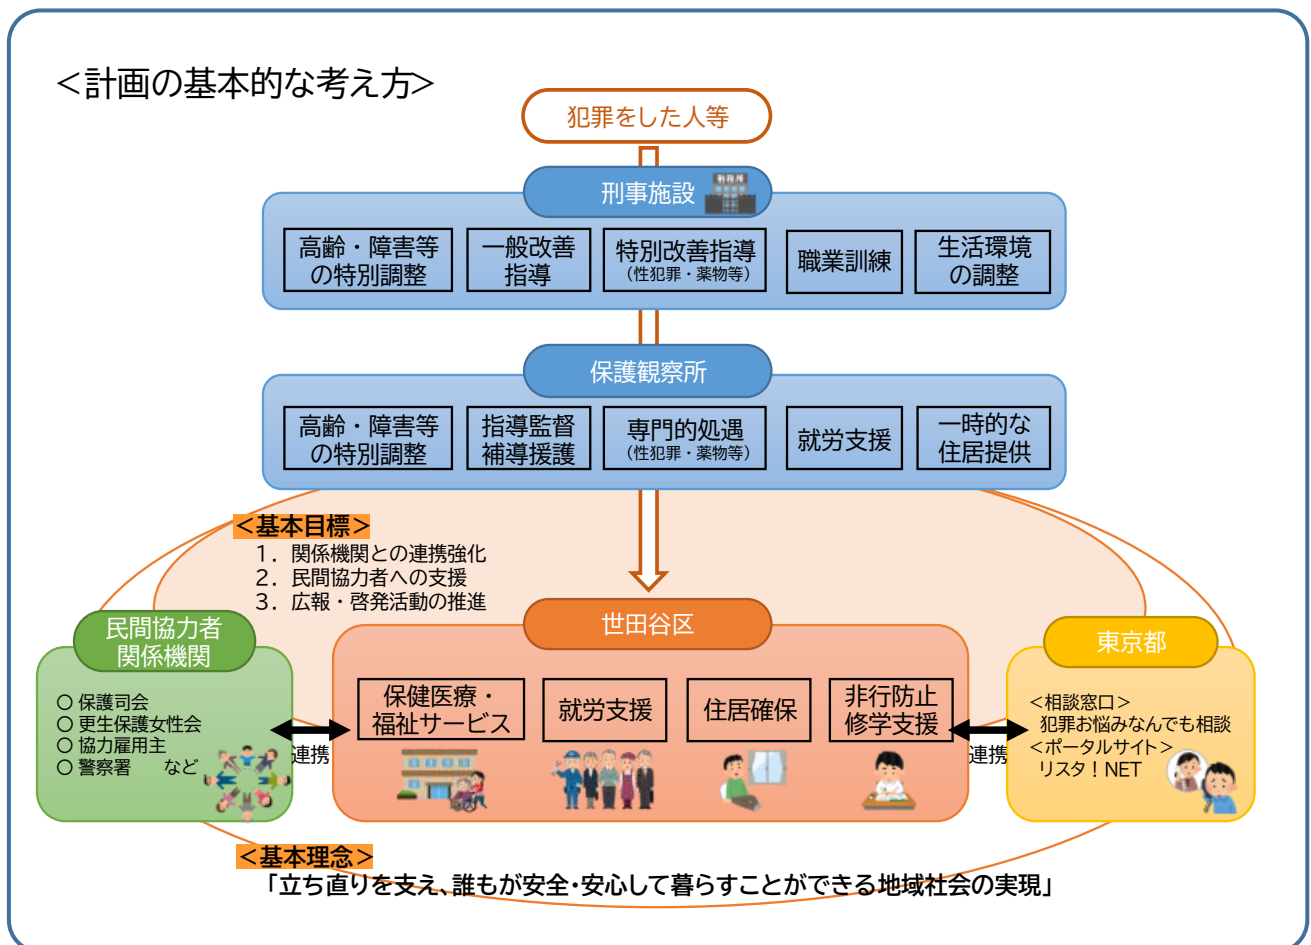 <計画の基本的な考え方>
犯罪をした人等
刑事施設
刑務所
高齢・障害等
の特別調整
一般改善
指導
特別改善指導
(性犯罪・薬物等)
職業訓練
生活環境
の調整
保護観察所
高齢・障害等
の特別調整
指導監督
補導援護
専門的処遇
(性犯罪・薬物等)
就労支援
一時的な
住居提供
<基本目標>
1. 関係機関との連携強化
2. 民間協力者への支援
3. 広報・啓発活動の推進
民間協力者
関係機関
○ 保護司会
○ 更生保護女性会
○ 協力雇用主
○ 警察署 など
連携
世田谷区
保健医療・
福祉サービス
就労支援
住居確保
非行防止
修学支援
連携
東京都
<相談窓口>
犯罪お悩みなんでも相談
<ポータルサイト>
リスタ!NET
<基本理念>
「立ち直りを支え、誰もが安全・安心して暮らすことができる地域社会の実現」